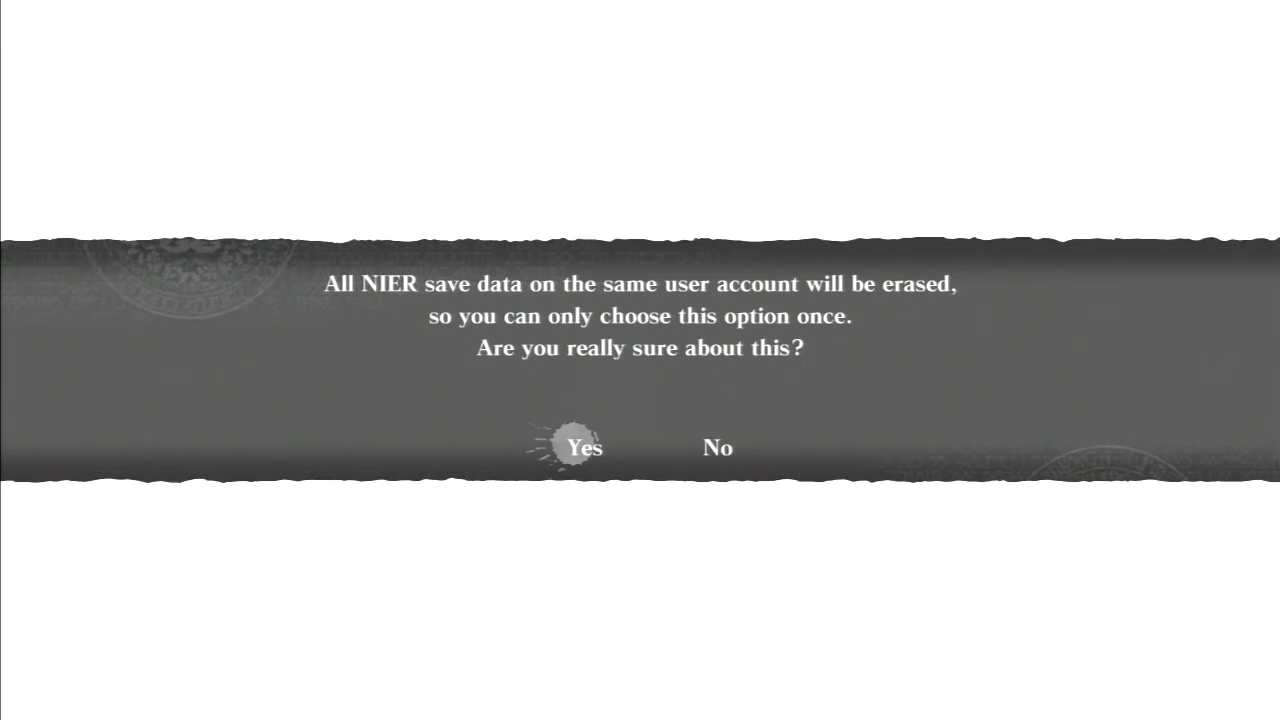 All NIER save data on the same user account will be erased,
so you can only choose this option once.
Are you really sure about this?
Yes No